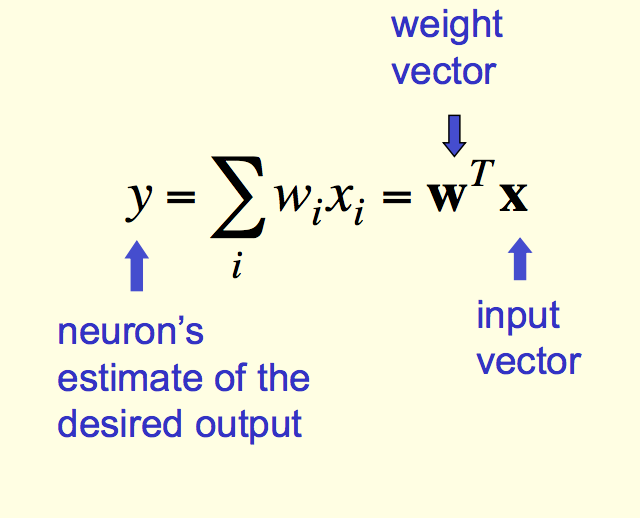 weight
vector
y = ∑ wᵢxᵢ = wᵀx
i
neuron’s
estimate of the
desired output
input
vector